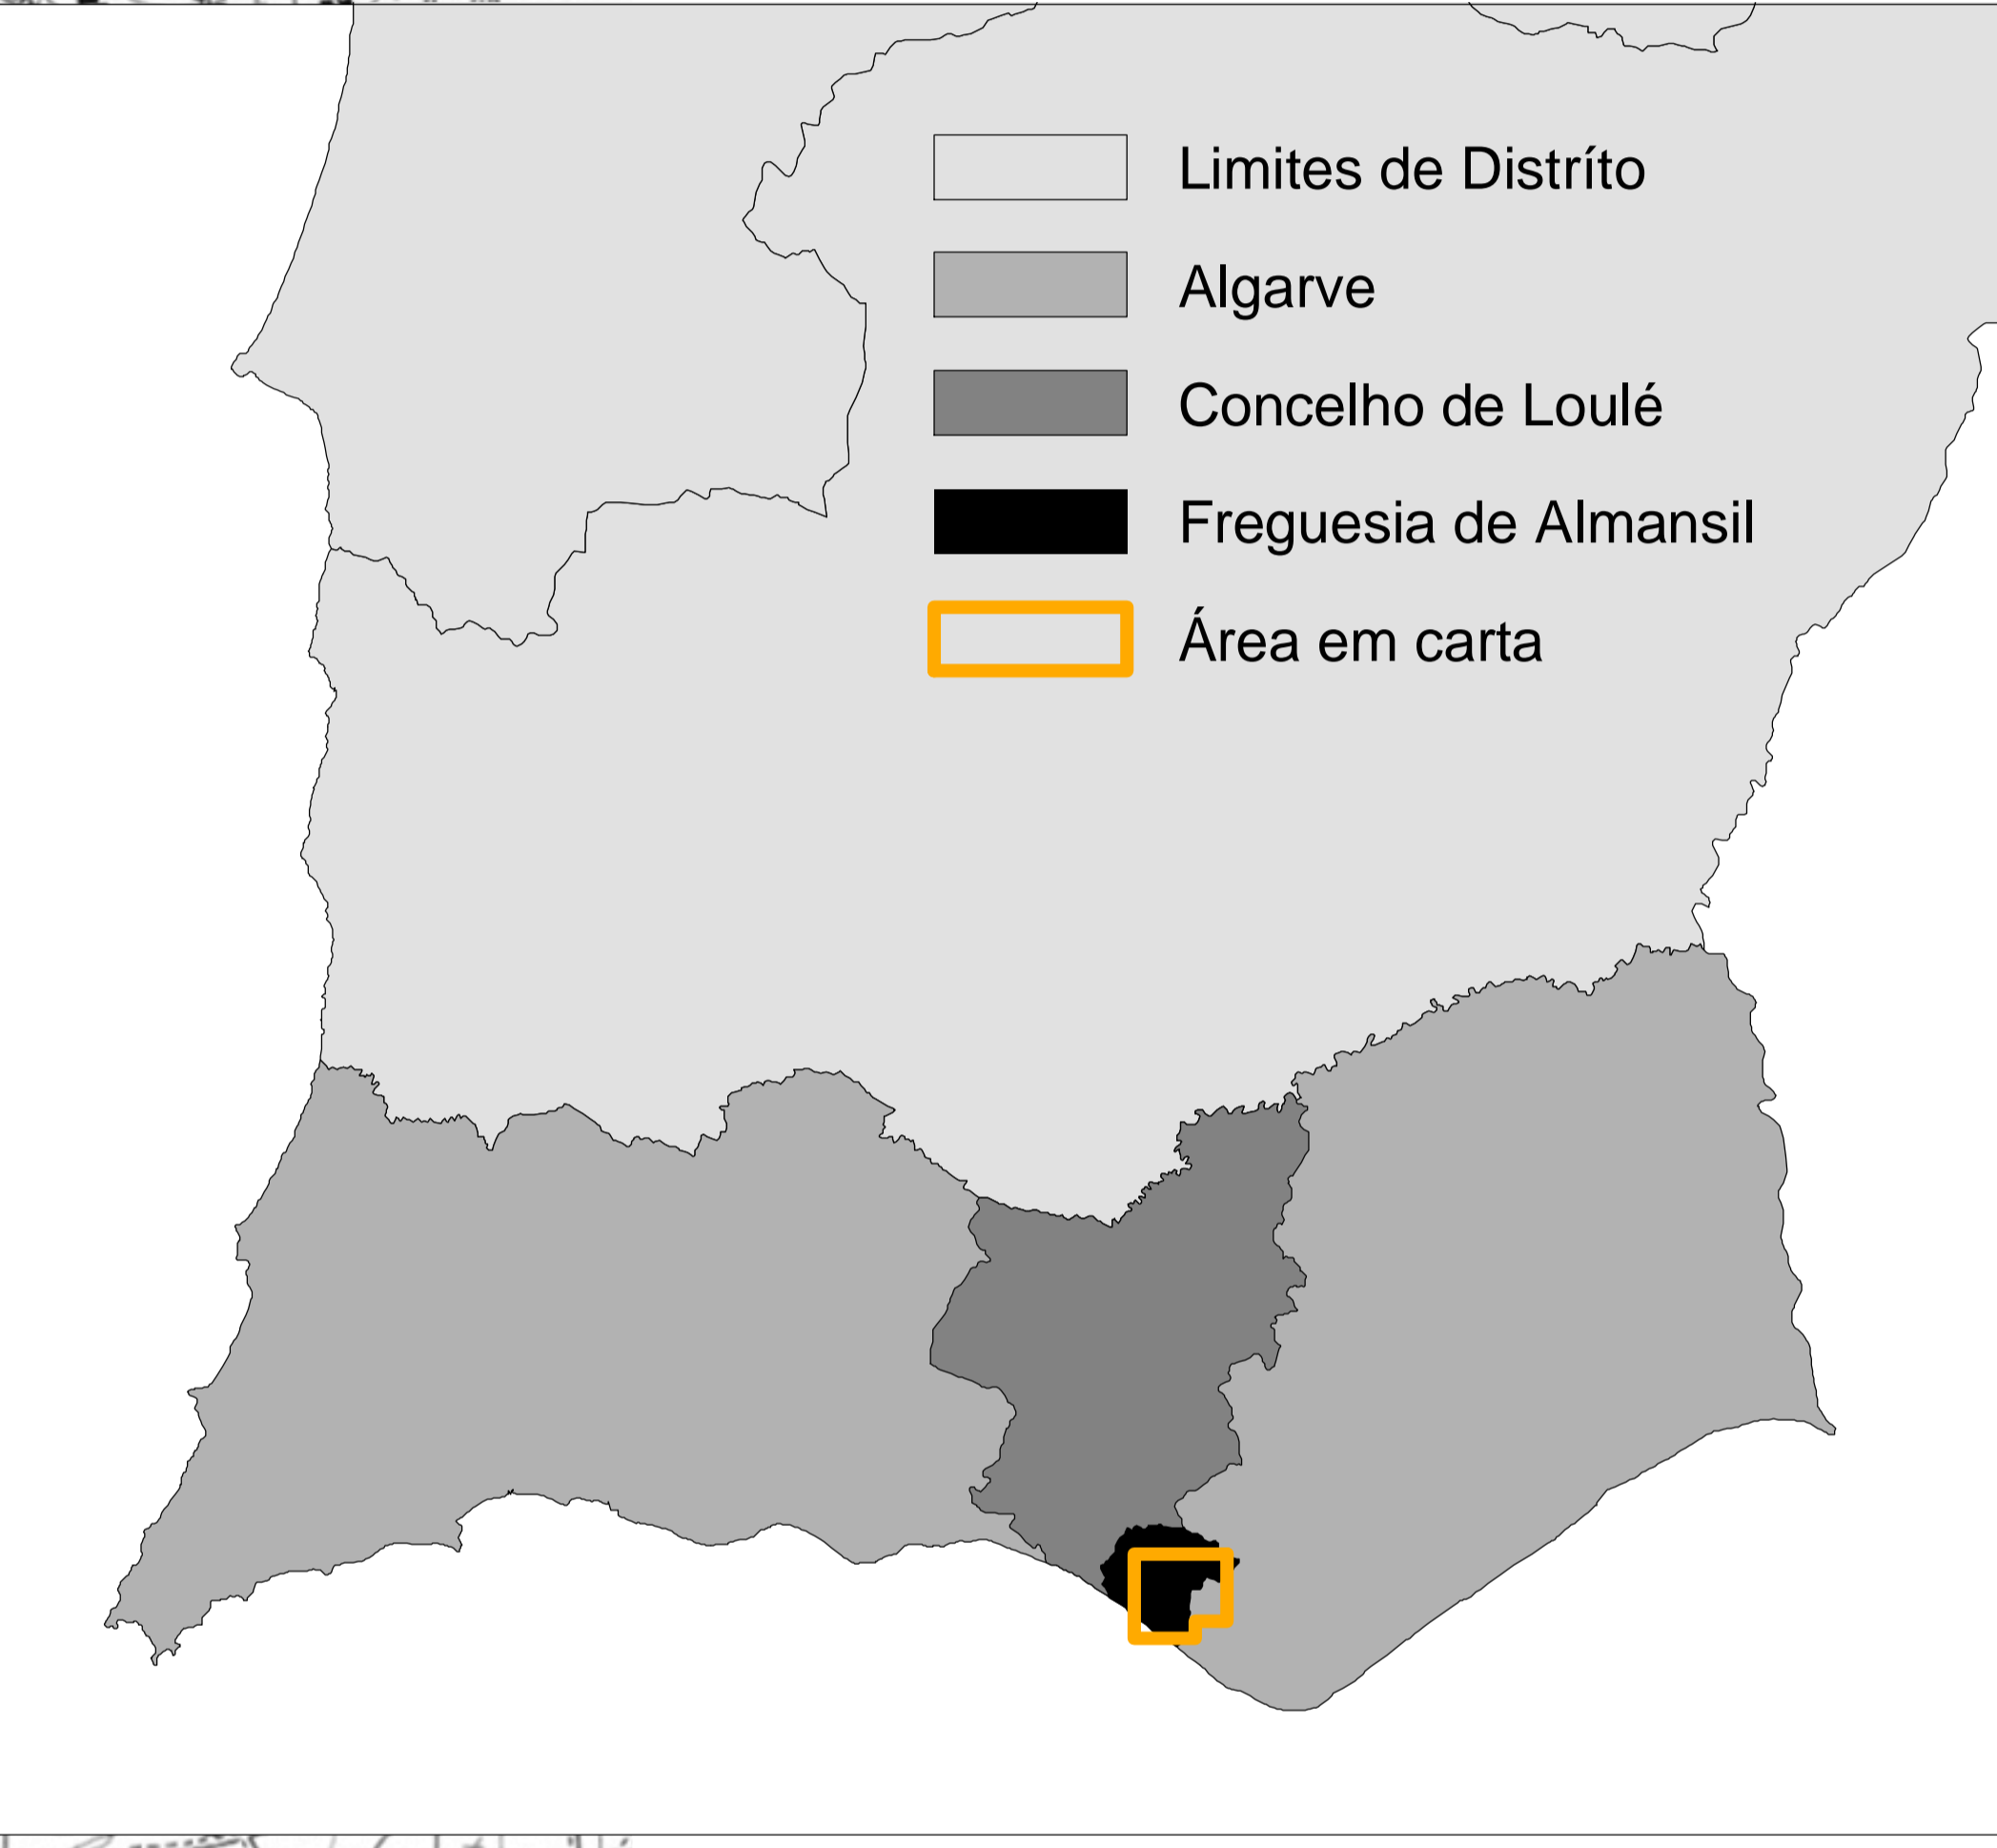 Limites de Distríto
Algarve
Concelho de Loulé
Freguesia de Almansil
Área em carta